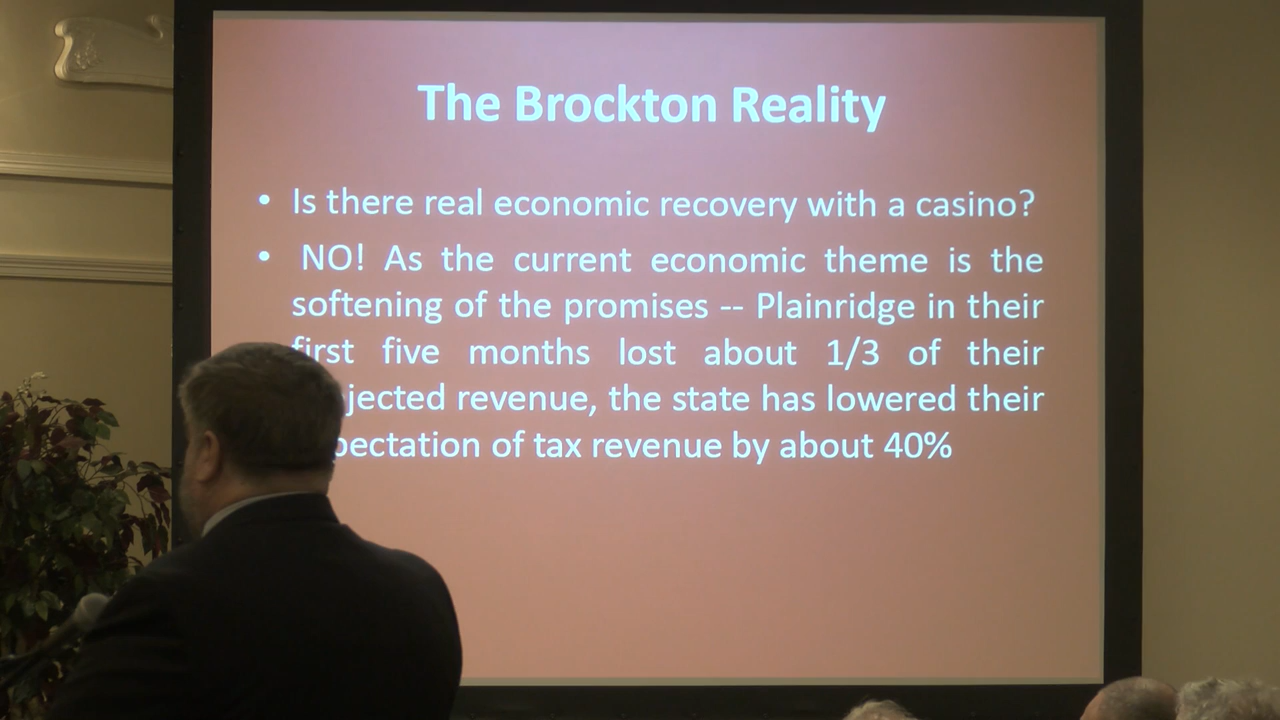 The Brockton Reality
• Is there real economic recovery with a casino?
• NO! As the current economic theme is the
softening of the promises -- Plainridge in their
first five months lost about 1/3 of their
jected revenue, the state has lowered their
pectation of tax revenue by about 40%